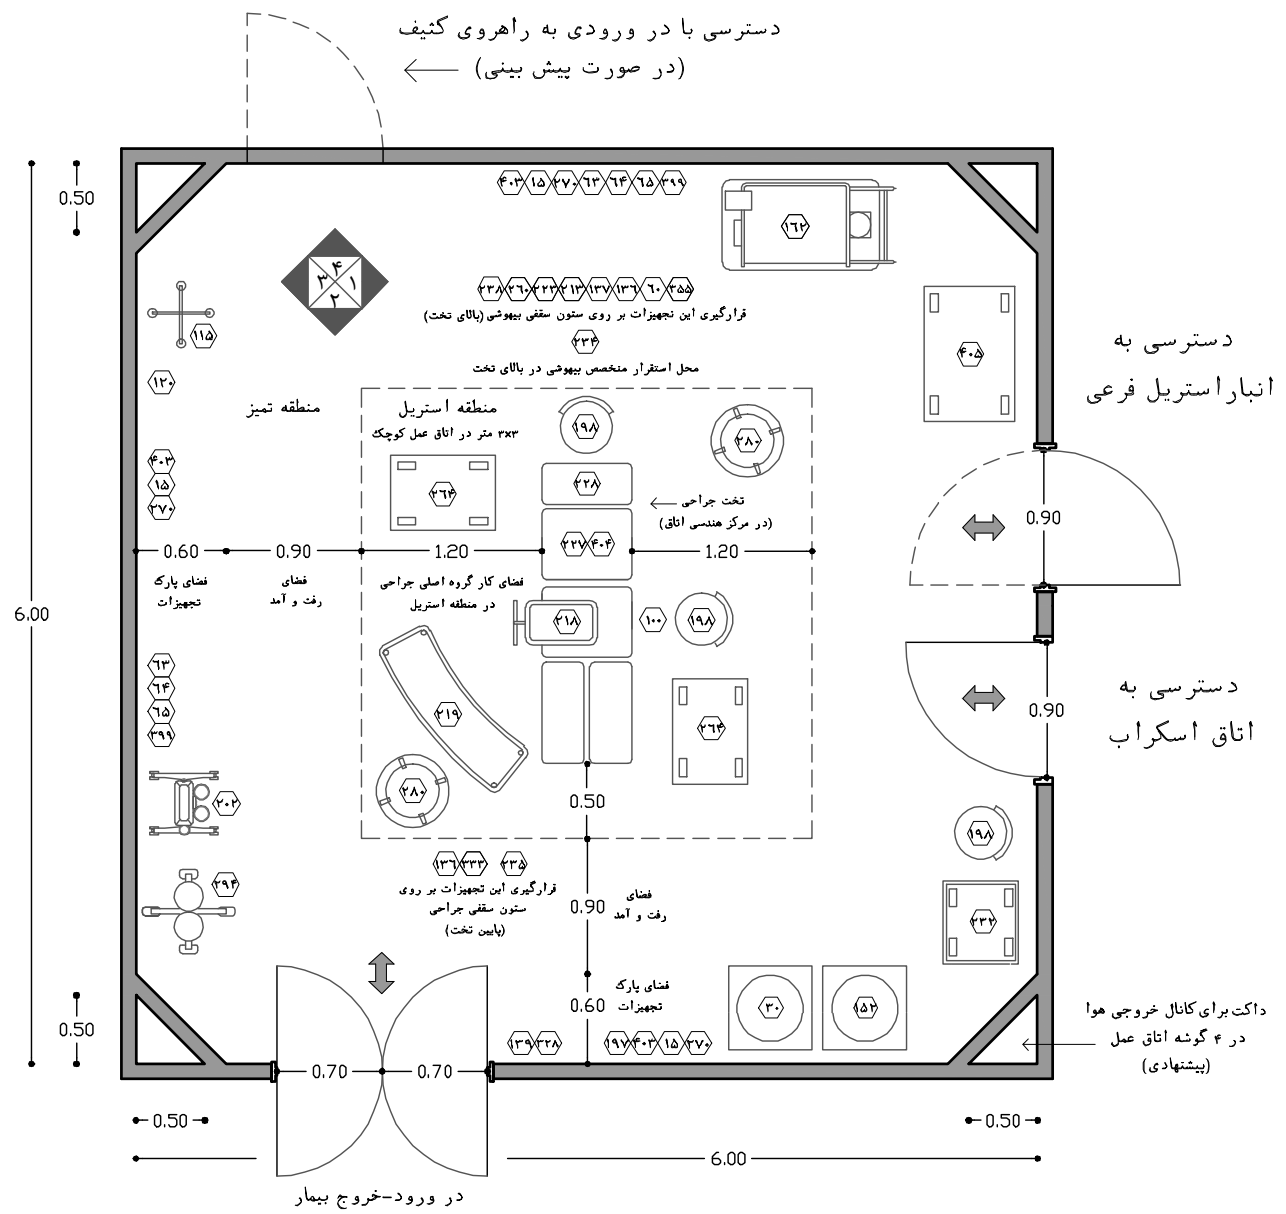 دسترسی با در ورودی به راهروی کثیف
(در صورت پیش بینی)
0.50
۴۰۳ ۱۵ ۲۷۰ ۶۳ ۶۴ ۶۵ ۳۹۹
۱۶۲
۴
۳ ۱
۲
۲۳۸ ۲۶۰ ۲۲۳ ۲۱۳ ۱۳۷ ۱۳۶ ۶۰ ۳۵۵
قرارگیری این تجهیزات بر روی ستون سقفی بیهوشی (بالای تخت)
۲۳۴
محل استقرار متخصص بیهوشی در بالای تخت
۱۱۵
۱۲۰
۴۰۵
دسترسی به
انبار استریل فرعی
منطقه تمیز
منطقه استریل
۳×۳ متر در اتاق عمل کوچک
۱۹۸
۲۸۰
۴۰۳
۱۵
۲۷۰
۲۶۴
۲۲۸
تخت جراحی
(در مرکز هندسی اتاق)
0.90
0.60
0.90
1.20
۲۲۷ ۴۰۴
1.20
فضای پارک
تجهیزات
فضای
رفت و آمد
فضای کار گروه اصلی جراحی
در منطقه استریل
6.00
۲۱۸
۱۰۰
۱۹۸
۶۳
۶۴
۶۵
۳۹۹
۲۱۹
۲۶۴
0.90
دسترسی به
اتاق اسکراب
۲۰۲
۲۸۰
0.50
۱۹۸
۱۳۶ ۳۳۳ ۲۳۵
قرارگیری این تجهیزات بر روی
ستون سقفی جراحی
(پایین تخت)
۲۹۴
0.90
فضای
رفت و آمد
۲۳۲
0.60
فضای پارک
تجهیزات
۳۰
۱۵۲
0.50
۱۳۹ ۳۲۸
۱۹۷ ۴۰۳ ۱۵ ۲۷۰
داکت برای کانال خروجی هوا
در ۴ گوشه اتاق عمل
(پیشنهادی)
0.70
0.70
0.50
0.50
6.00
در ورود-خروج بیمار